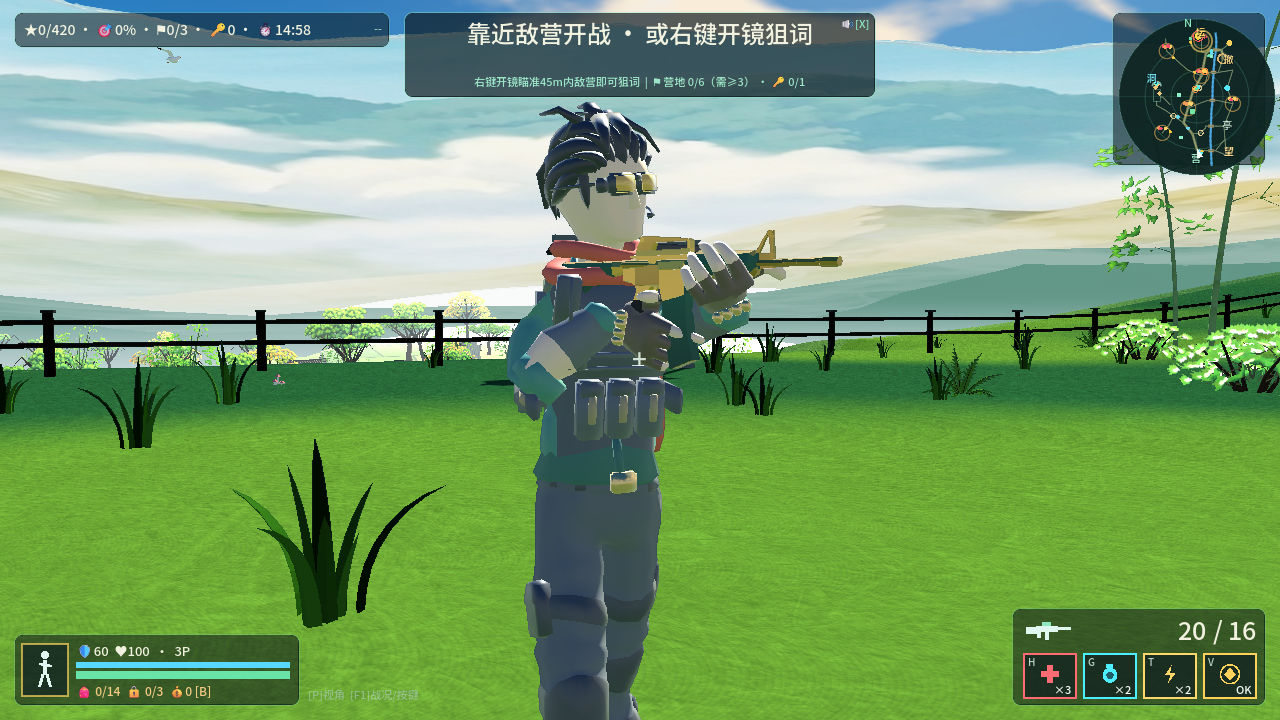 ★0/420 · 🎯0% · ⚑0/3 · 🔑0 · 14:58 --
靠近敌营开战 · 或右键开镜狙词
[X]
右键开镜瞄准45m内敌营即可狙词 | ⚑营地 0/6（需≥3） · 🔑 0/1
N
撤
洞
亭
营
望
60 ♥100 · 3P
0/14 0/3 0 [B]
[P]视角 [F1]战况/按键
20 / 16
H ×3
G ×2
T ×2
V OK